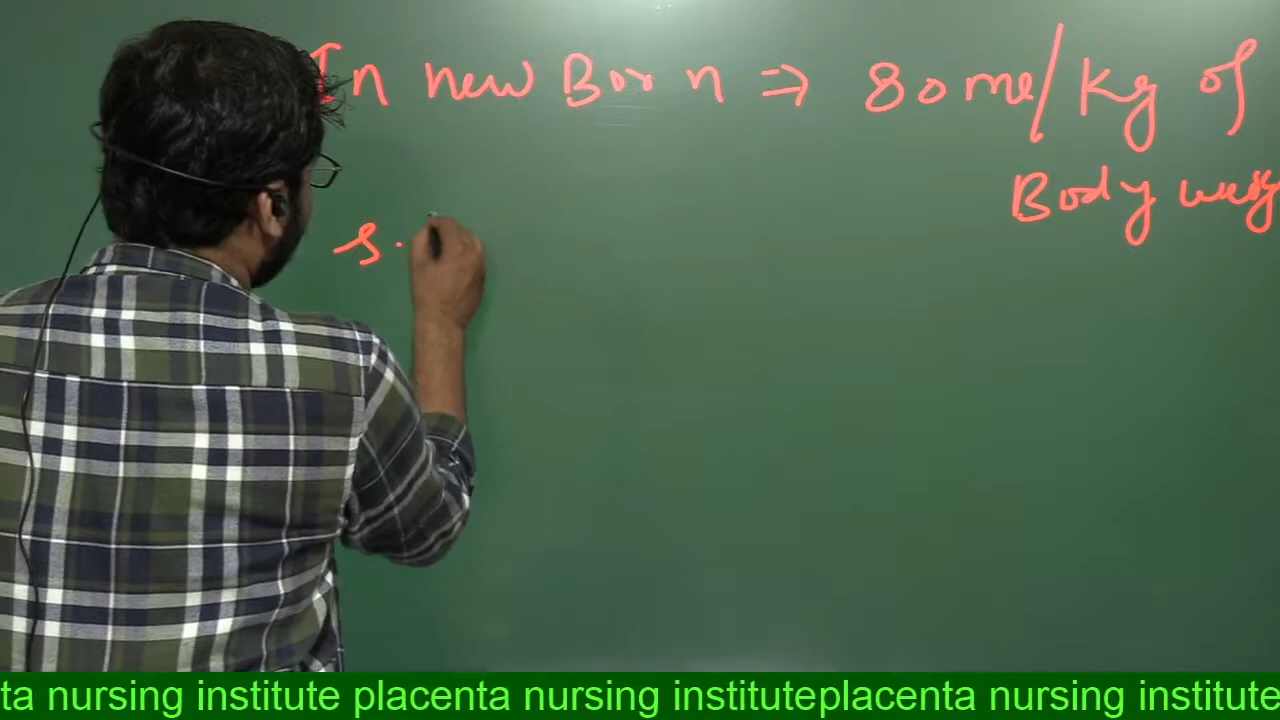 In new Born ⇒ 80 ml/kg of
Body weig
s.
ta nursing institute placenta nursing instituteplacenta nursing institute